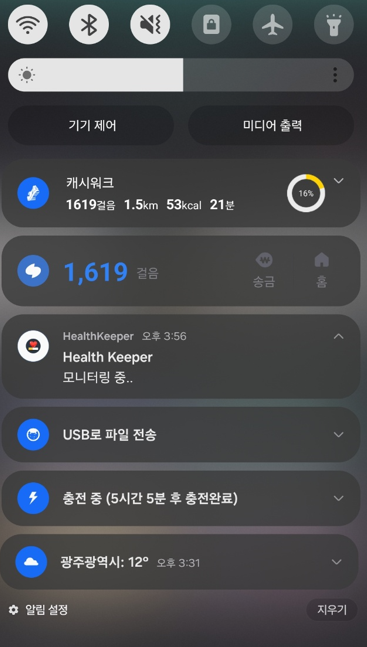 기기 제어 미디어 출력
캐시워크
1619걸음 1.5km 53kcal 21분
16%
1,619 걸음
송금 홈
HealthKeeper 오후 3:56
Health Keeper
모니터링 중..
USB로 파일 전송
충전 중 (5시간 5분 후 충전완료)
광주광역시: 12° 오후 3:31
알림 설정 지우기